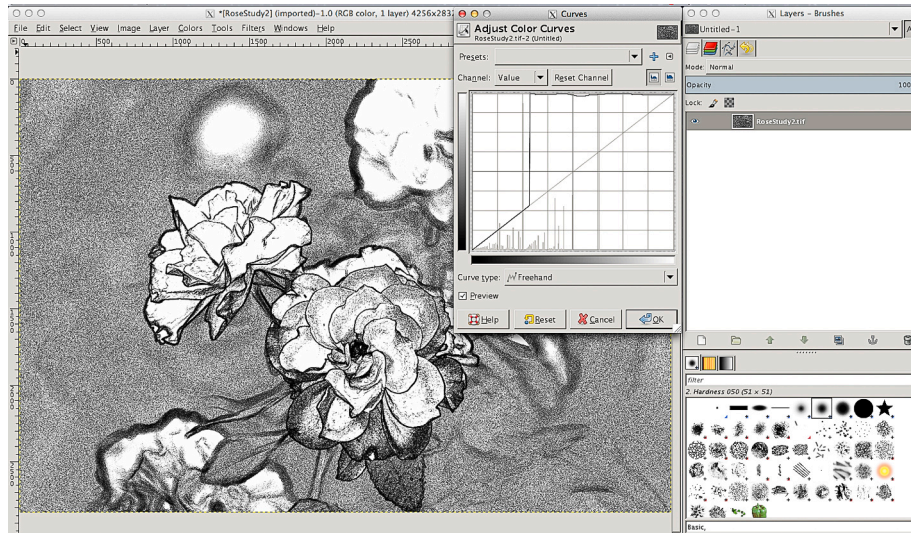 *[RoseStudy2] (imported)-1.0 (RGB color, 1 layer) 4256x283
File Edit Select View Image Layer Colors Tools Filters Windows Help
500 1000 1500 2000 2500
Curves
Adjust Color Curves
RoseStudy2.tif-2 (Untitled)
Presets:
Channel: Value Reset Channel
Curve type: Freehand
Preview
Help Reset Cancel OK
Layers - Brushes
Untitled-1
Mode: Normal
Opacity 100
Lock:
RoseStudy2.tif
filter
2. Hardness 050 (51 × 51)
Basic,